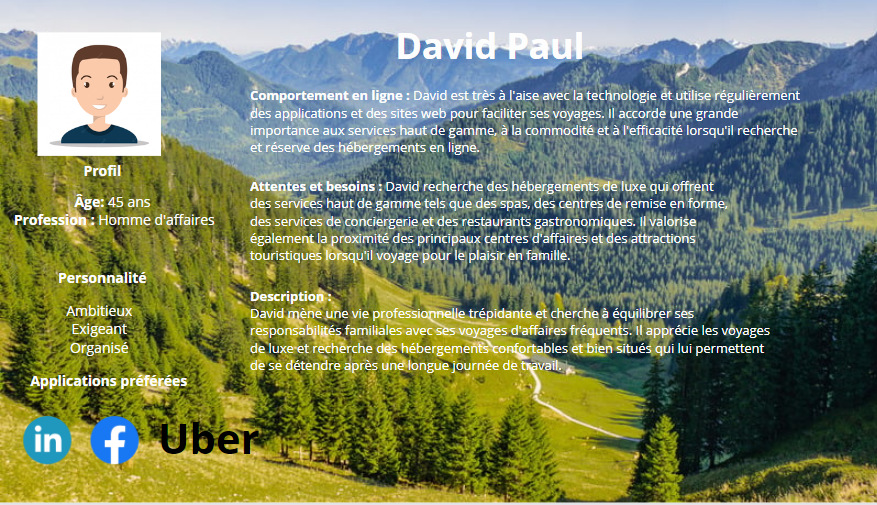 David Paul
Profil
Âge: 45 ans
Profession : Homme d'affaires
Personnalité
Ambitieux
Exigeant
Organisé
Applications préférées
in f Uber
Comportement en ligne : David est très à l'aise avec la technologie et utilise régulièrement
des applications et des sites web pour faciliter ses voyages. Il accorde une grande
importance aux services haut de gamme, à la commodité et à l'efficacité lorsqu'il recherche
et réserve des hébergements en ligne.
Attentes et besoins : David recherche des hébergements de luxe qui offrent
des services haut de gamme tels que des spas, des centres de remise en forme,
des services de conciergerie et des restaurants gastronomiques. Il valorise
également la proximité des principaux centres d'affaires et des attractions
touristiques lorsqu'il voyage pour le plaisir en famille.
Description :
David mène une vie professionnelle trépidante et cherche à équilibrer ses
responsabilités familiales avec ses voyages d'affaires fréquents. Il apprécie les voyages
de luxe et recherche des hébergements confortables et bien situés qui lui permettent
de se détendre après une longue journée de travail.